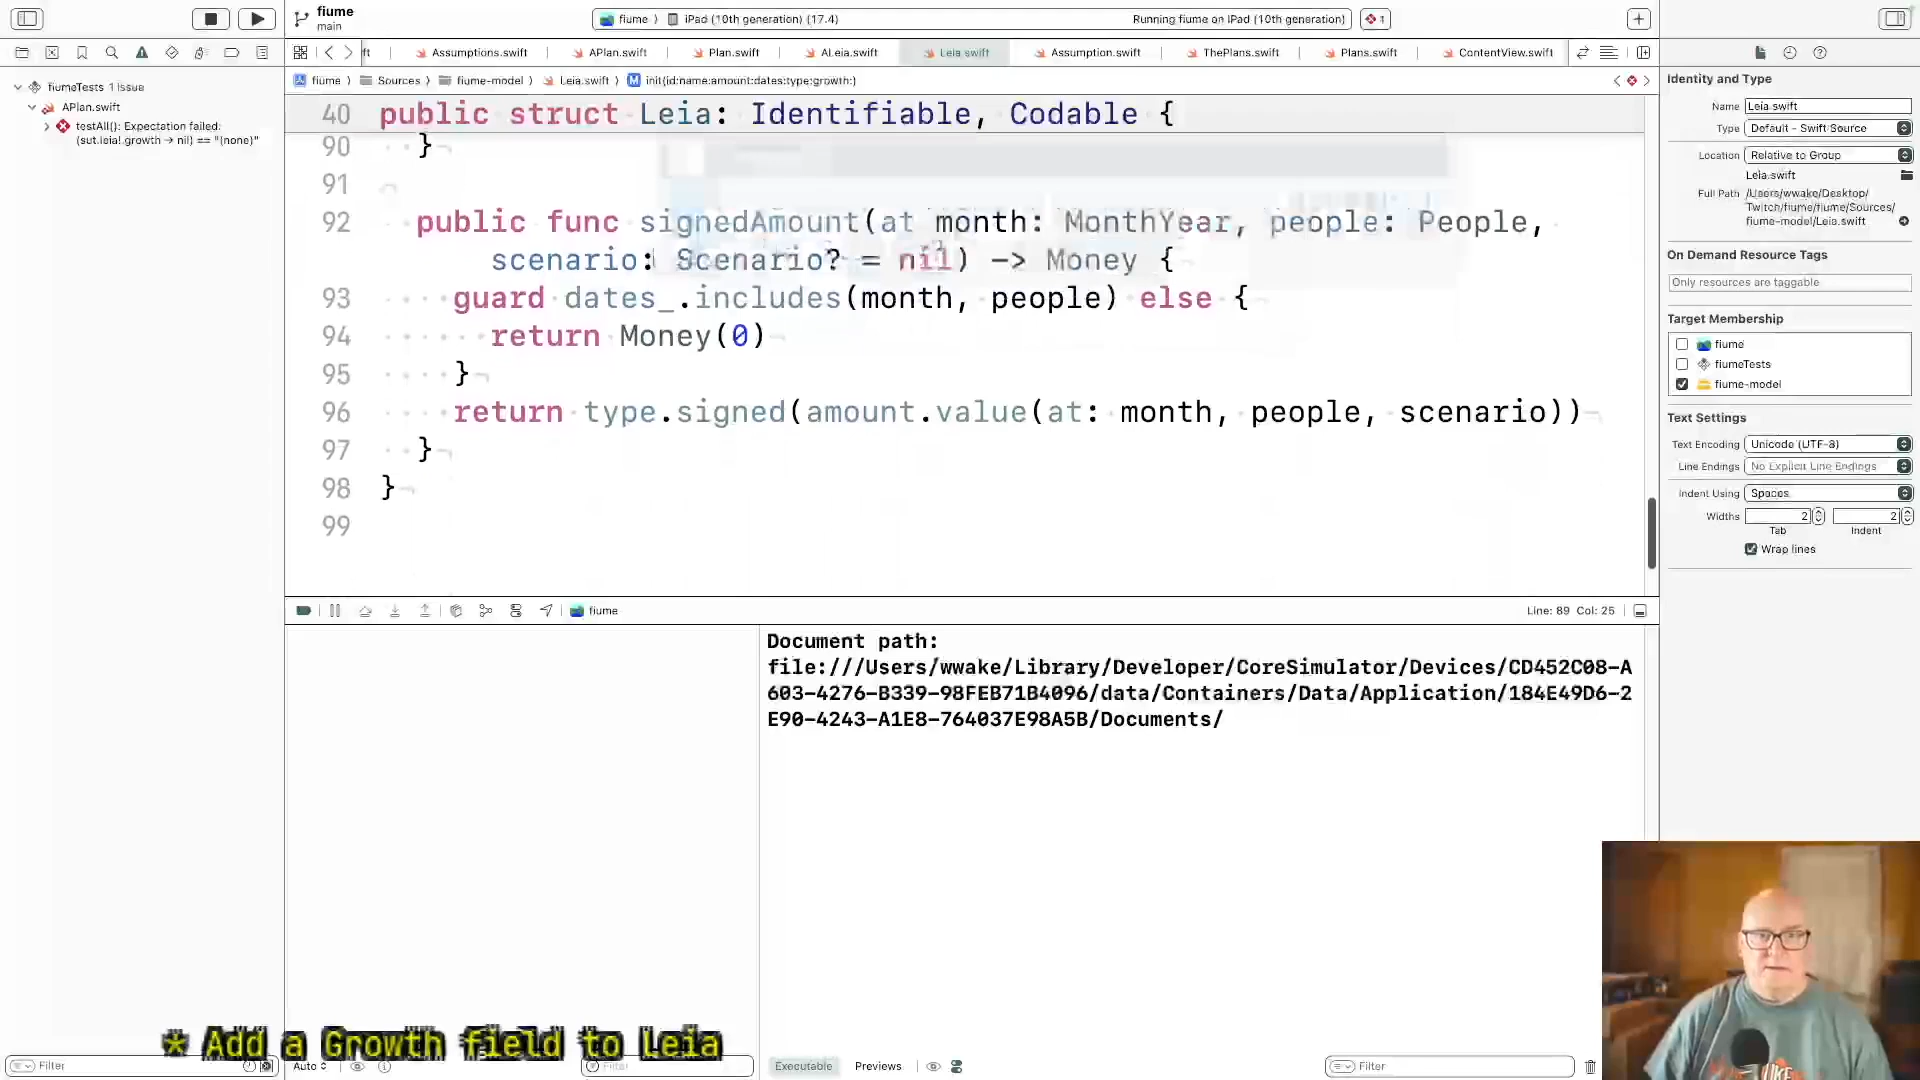 fiume
main
fiume
iPad (10th generation) (17.4)
Running fiume on iPad (10th generation)
1
ft
Assumptions.swift
APlan.swift
Plan.swift
ALeia.swift
Leia.swift
Assumption.swift
ThePlans.swift
Plans.swift
ContentView.swift
fiume
Sources
fiume-model
Leia.swift
M init(id:name:amount:dates:type:growth:)
fiumeTests 1 issue
APlan.swift
testAll(): Expectation failed:
(sut.leia!.growth → nil) == "(none)"
40 public struct Leia: Identifiable, Codable {
90 }
91
92 public func signedAmount(at month: MonthYear, people: People,
scenario: Scenario? = nil) -> Money {
93 guard dates_.includes(month, people) else {
94 return Money(0)
95 }
96 return type.signed(amount.value(at: month, people, scenario))
97 }
98 }
99
fiume
Line: 89 Col: 25
Document path:
file:///Users/wwake/Library/Developer/CoreSimulator/Devices/CD452C08-A
603-4276-B339-98FEB71B4096/data/Containers/Data/Application/184E49D6-2
E90-4243-A1E8-764037E98A5B/Documents/
Identity and Type
Name Leia.swift
Type Default - Swift Source
Location Relative to Group
Leia.swift
Full Path /Users/wwake/Desktop/
Twitch/fiume/fiume/Sources/
fiume-model/Leia.swift
On Demand Resource Tags
Only resources are taggable
Target Membership
fiume
fiumeTests
fiume-model
Text Settings
Text Encoding Unicode (UTF-8)
Line Endings No Explicit Line Endings
Indent Using Spaces
Widths 2 2
Tab Indent
Wrap lines
* Add a Growth field to Leia
Filter
Auto
Filter
Executable
Previews
Filter